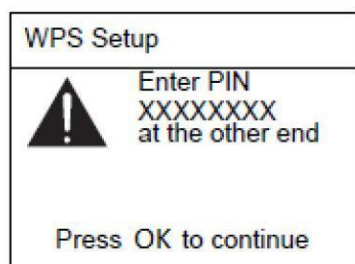 WPS Setup
Enter PIN
XXXXXXXX
at the other end
Press OK to continue